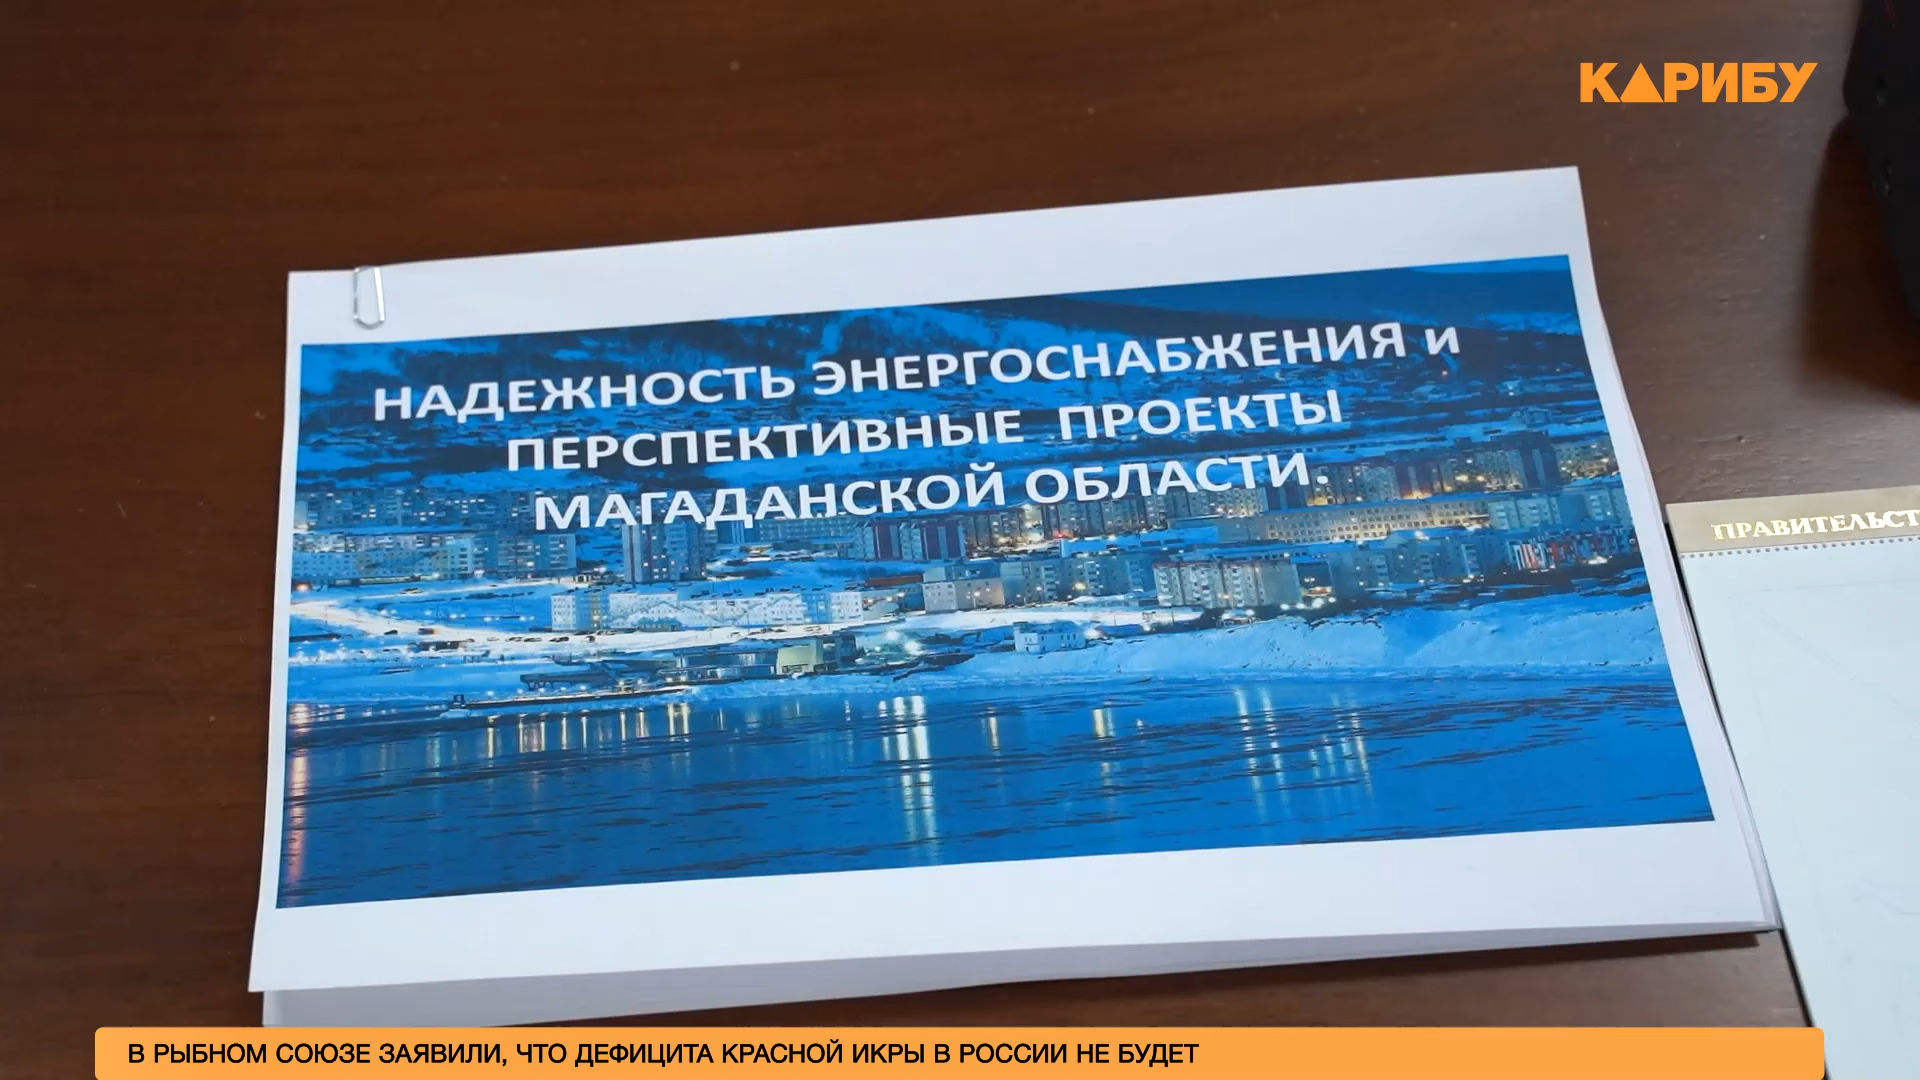 КАРИБУ
НАДЕЖНОСТЬ ЭНЕРГОСНАБЖЕНИЯ и
ПЕРСПЕКТИВНЫЕ ПРОЕКТЫ
МАГАДАНСКОЙ ОБЛАСТИ.
ПРАВИТЕЛЬСТ
В РЫБНОМ СОЮЗЕ ЗАЯВИЛИ, ЧТО ДЕФИЦИТА КРАСНОЙ ИКРЫ В РОССИИ НЕ БУДЕТ